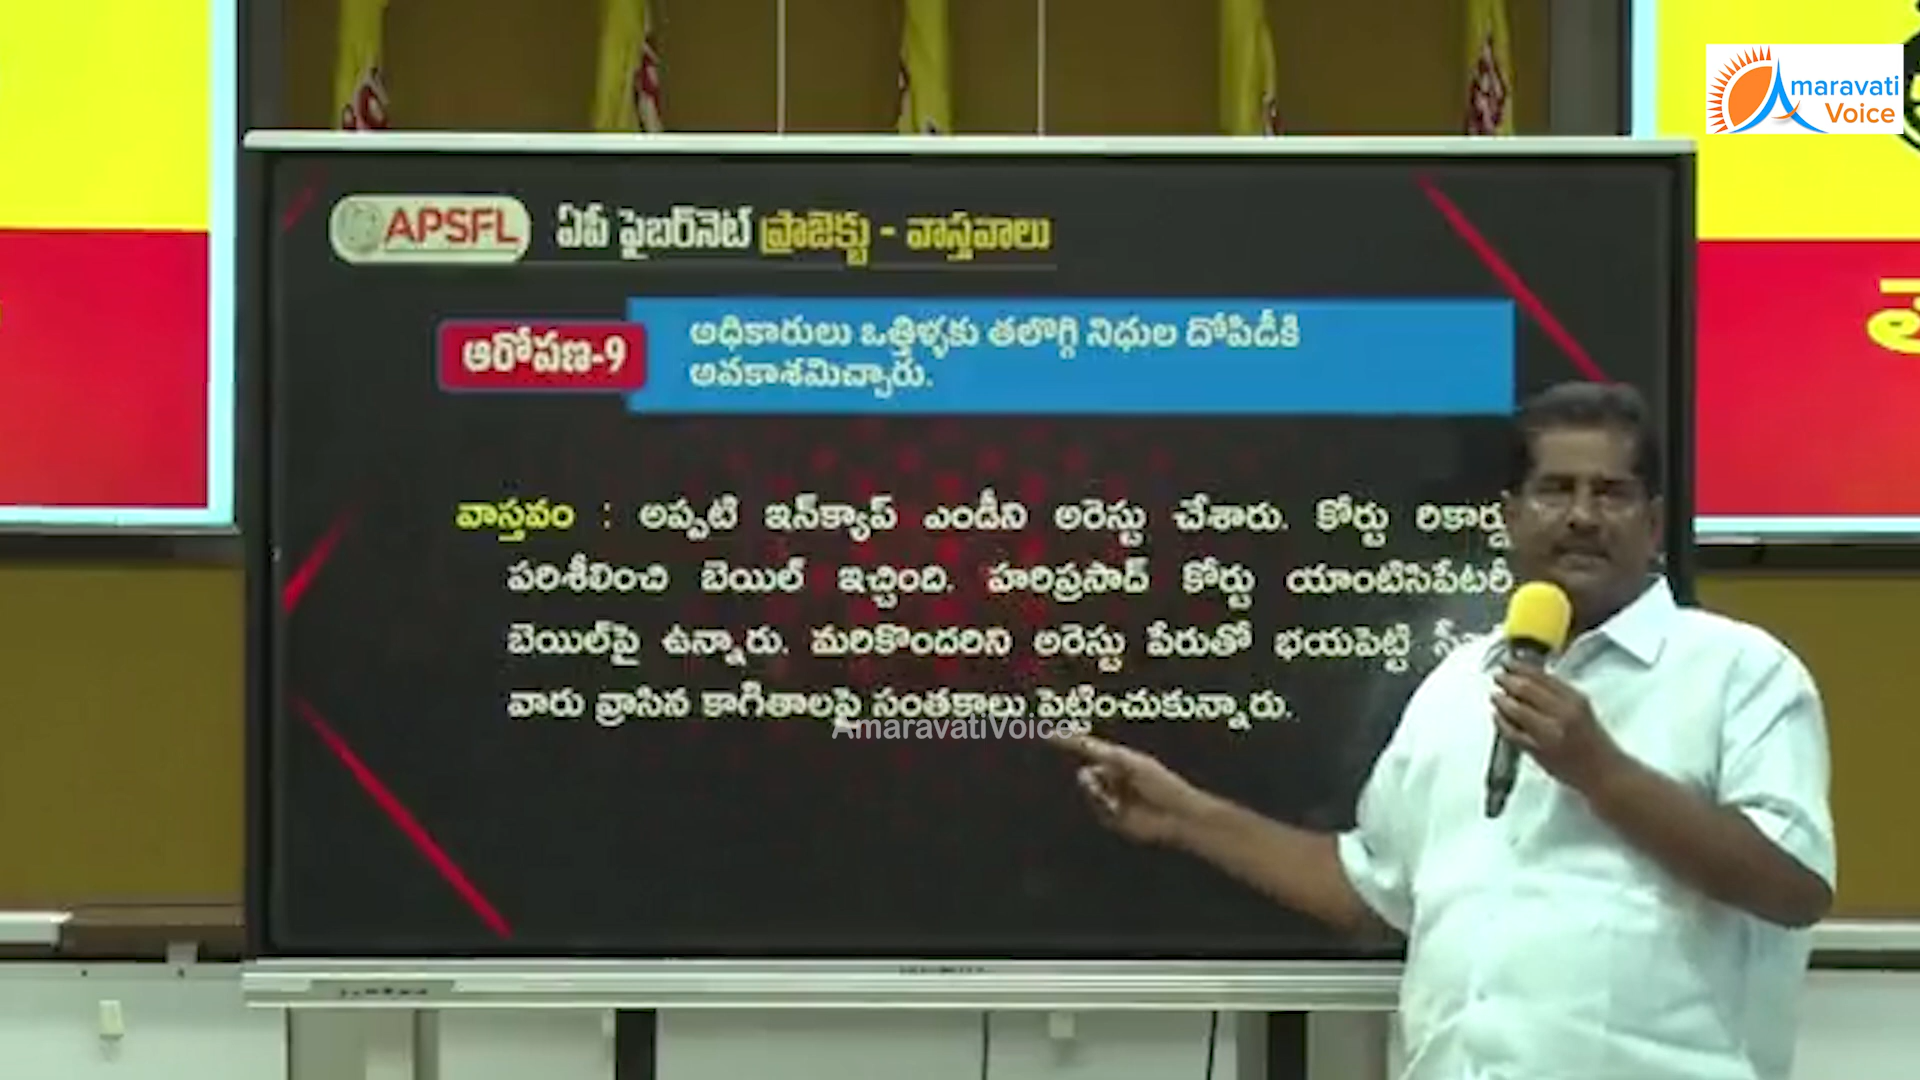 Amaravati
Voice
APSFL ఏపీ ఫైబర్‌నెట్ ప్రాజెక్టు - వాస్తవాలు
ఆరోపణ-9
అధికారులు ఒత్తిళ్ళకు తలొగ్గి నిధుల దోపిడీకి
అవకాశమిచ్చారు.
వాస్తవం : అప్పటి ఇన్‌క్యాప్ ఎండీని అరెస్టు చేశారు. కోర్టు
పరిశీలించి బెయిల్ ఇచ్చింది. హరిప్రసాద్ కోర్టు యాంటిసిపేటరీ
బెయిల్‌పై ఉన్నారు. మరికొందరిని అరెస్టు పేరుతో భయపెట్టి
వారు వ్రాసిన కాగితాలపై సంతకాలు పెట్టించుకున్నారు.
AmaravatiVoice